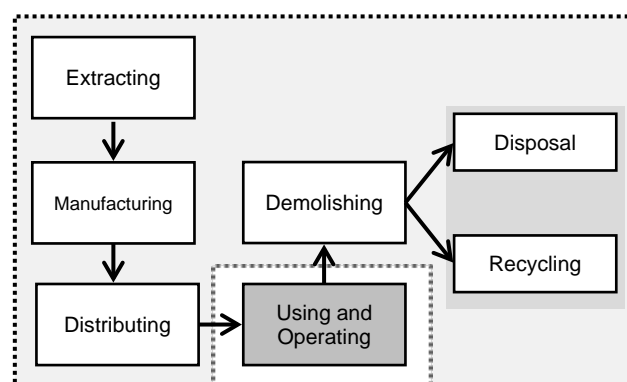 Extracting
Manufacturing
Distributing
Using and
Operating
Demolishing
Disposal
Recycling